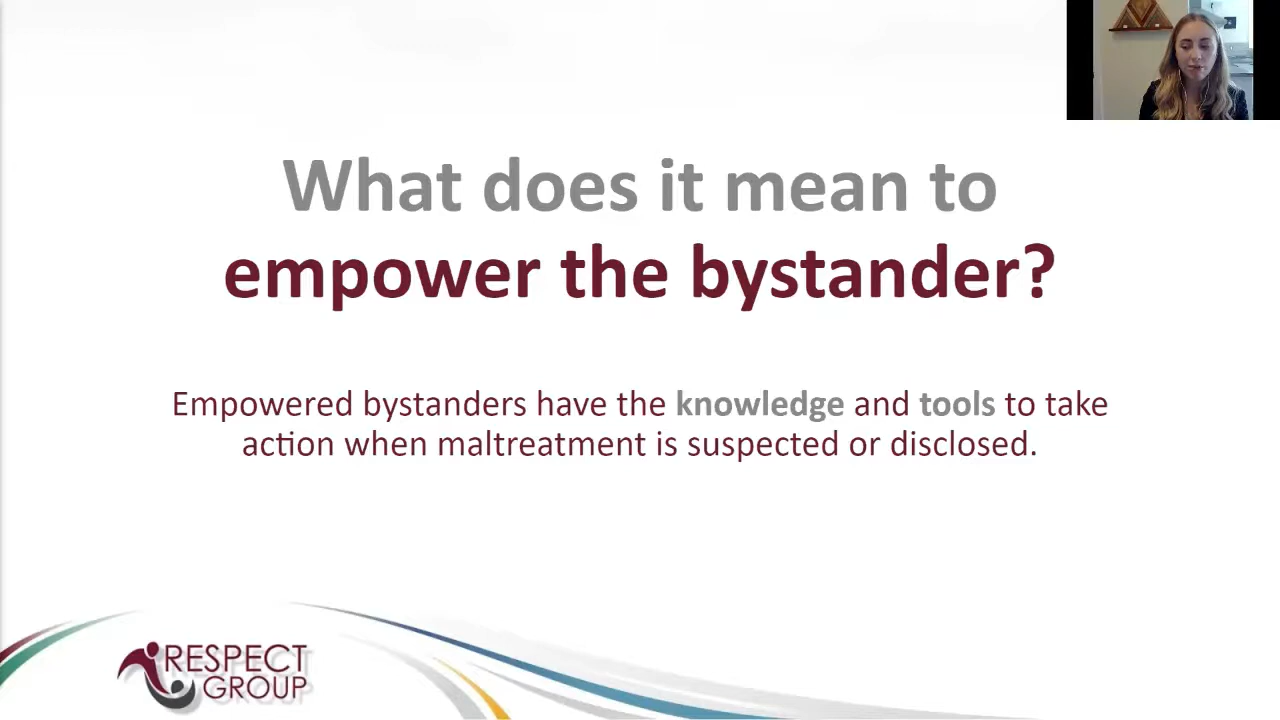 What does it mean to
empower the bystander?
Empowered bystanders have the knowledge and tools to take
action when maltreatment is suspected or disclosed.
RESPECT
GROUP